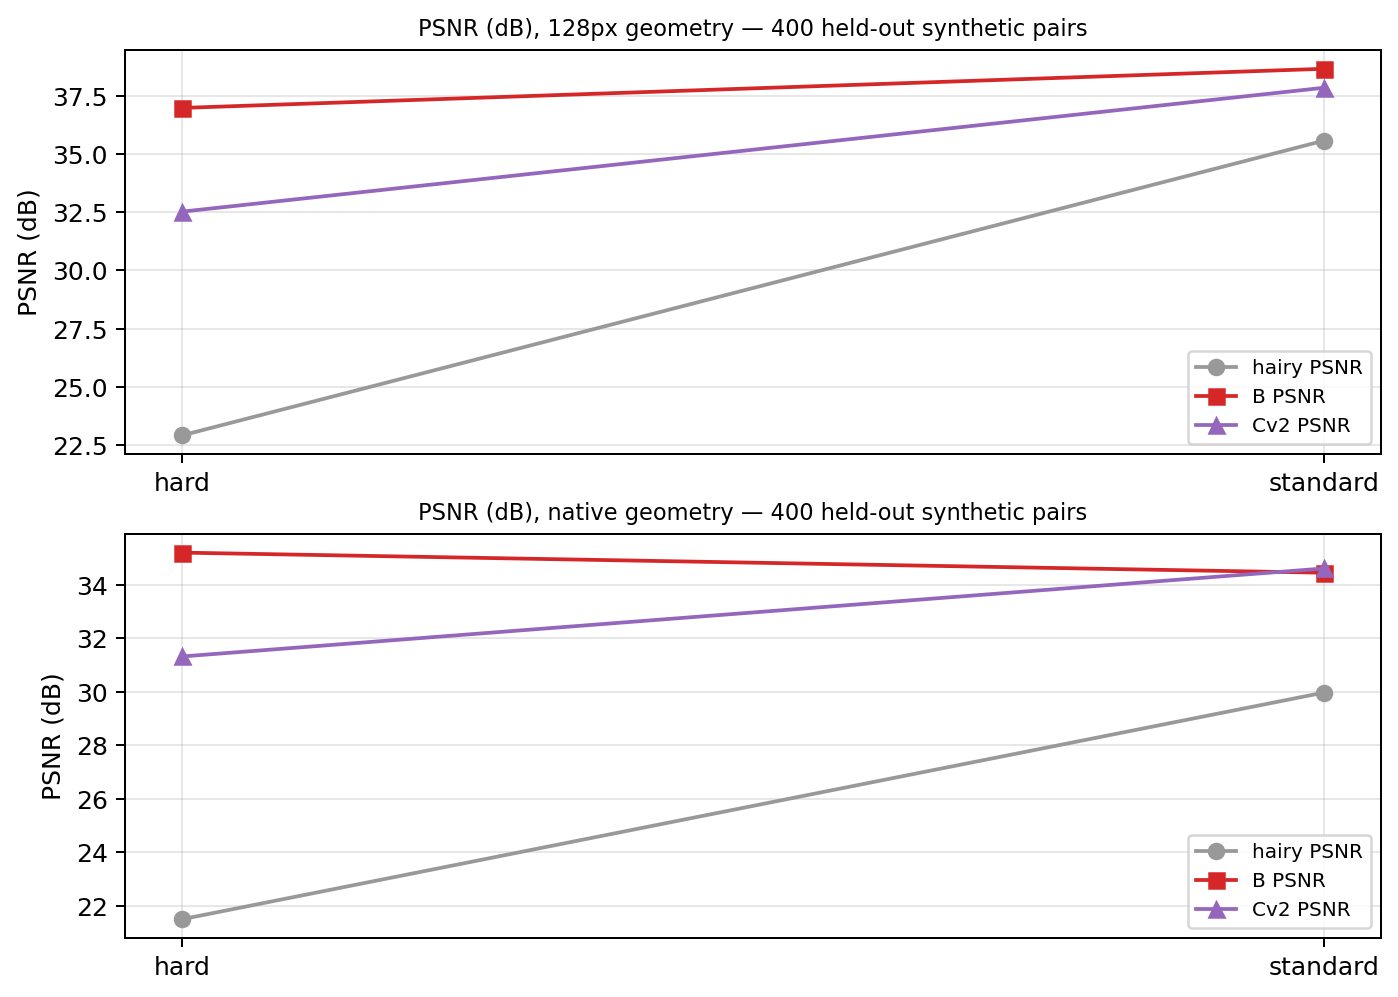 PSNR (dB), 128px geometry — 400 held-out synthetic pairs
PSNR (dB)
37.5
35.0
32.5
30.0
27.5
25.0
22.5
hairy PSNR
B PSNR
Cv2 PSNR
hard
standard
PSNR (dB), native geometry — 400 held-out synthetic pairs
PSNR (dB)
34
32
30
28
26
24
22
hairy PSNR
B PSNR
Cv2 PSNR
hard
standard